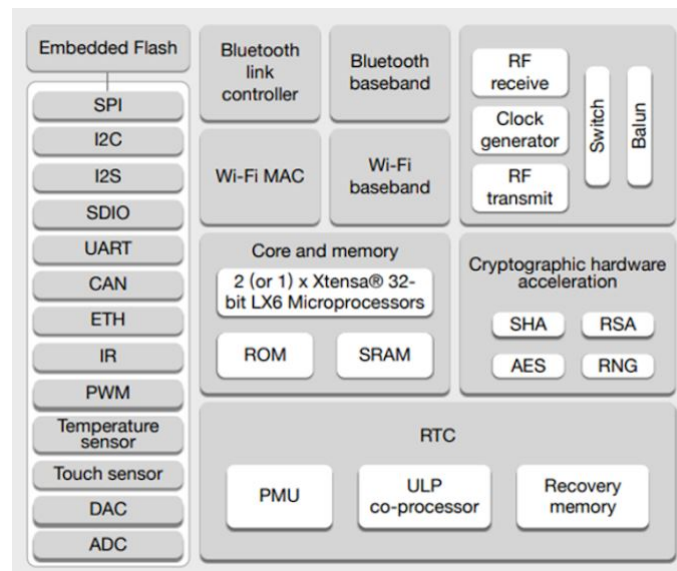 Embedded Flash
SPI
I2C
I2S
SDIO
UART
CAN
ETH
IR
PWM
Temperature
sensor
Touch sensor
DAC
ADC
Bluetooth
link
controller
Bluetooth
baseband
Wi-Fi MAC
Wi-Fi
baseband
RF
receive
Clock
generator
RF
transmit
Switch
Balun
Core and memory
2 (or 1) x Xtensa® 32-
bit LX6 Microprocessors
ROM
SRAM
Cryptographic hardware
acceleration
SHA
RSA
AES
RNG
RTC
PMU
ULP
co-processor
Recovery
memory